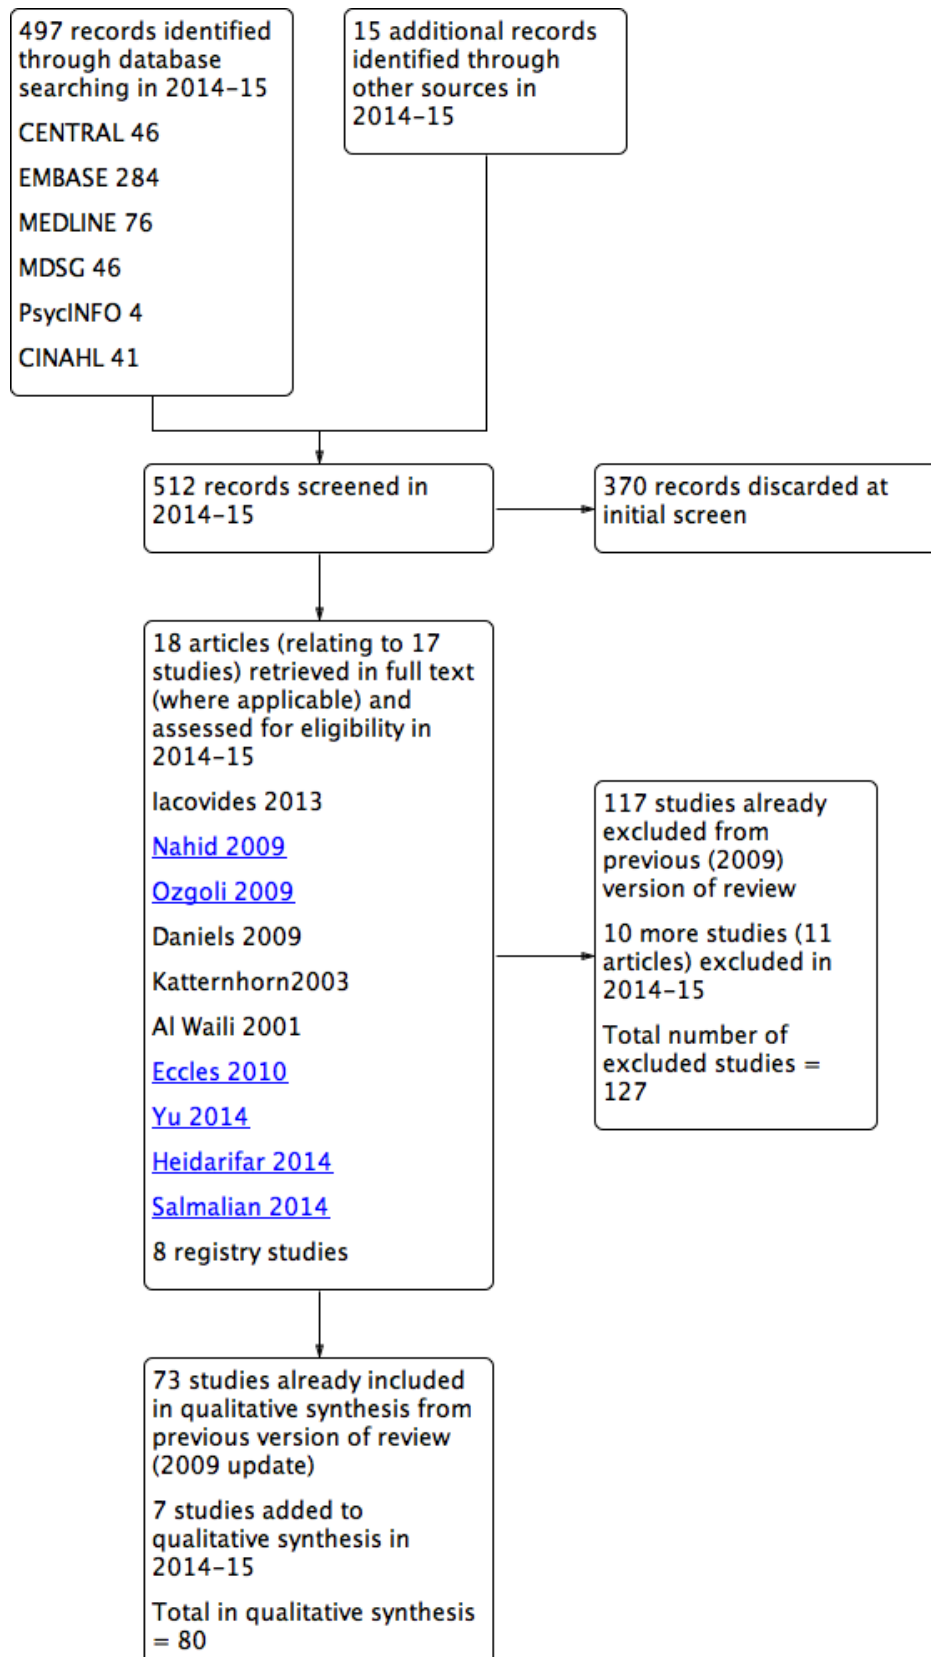 497 records identified
through database
searching in 2014-15
CENTRAL 46
EMBASE 284
MEDLINE 76
MDSG 46
PsycINFO 4
CINAHL 41
15 additional records
identified through
other sources in
2014-15
512 records screened in
2014-15
370 records discarded at
initial screen
18 articles (relating to 17
studies) retrieved in full text
(where applicable) and
assessed for eligibility in
2014-15
Iacovides 2013
Nahid 2009
Ozgoli 2009
Daniels 2009
Katternhorn2003
Al Waili 2001
Eccles 2010
Yu 2014
Heidarifar 2014
Salmalian 2014
8 registry studies
117 studies already
excluded from
previous (2009)
version of review
10 more studies (11
articles) excluded in
2014-15
Total number of
excluded studies =
127
73 studies already included
in qualitative synthesis from
previous version of review
(2009 update)
7 studies added to
qualitative synthesis in
2014-15
Total in qualitative synthesis
= 80